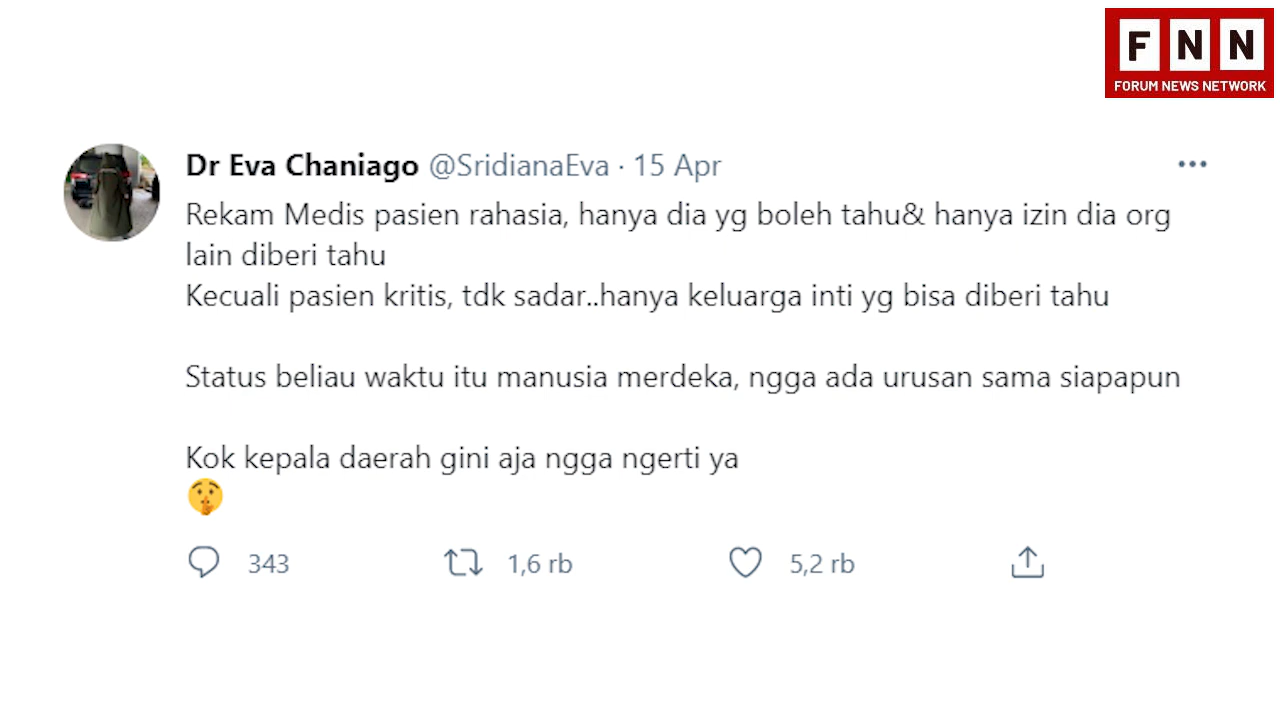 F N N
FORUM NEWS NETWORK
Dr Eva Chaniago @SridianaEva · 15 Apr
Rekam Medis pasien rahasia, hanya dia yg boleh tahu& hanya izin dia org
lain diberi tahu
Kecuali pasien kritis, tdk sadar..hanya keluarga inti yg bisa diberi tahu
Status beliau waktu itu manusia merdeka, ngga ada urusan sama siapapun
Kok kepala daerah gini aja ngga ngerti ya
🤫
343 1,6 rb 5,2 rb